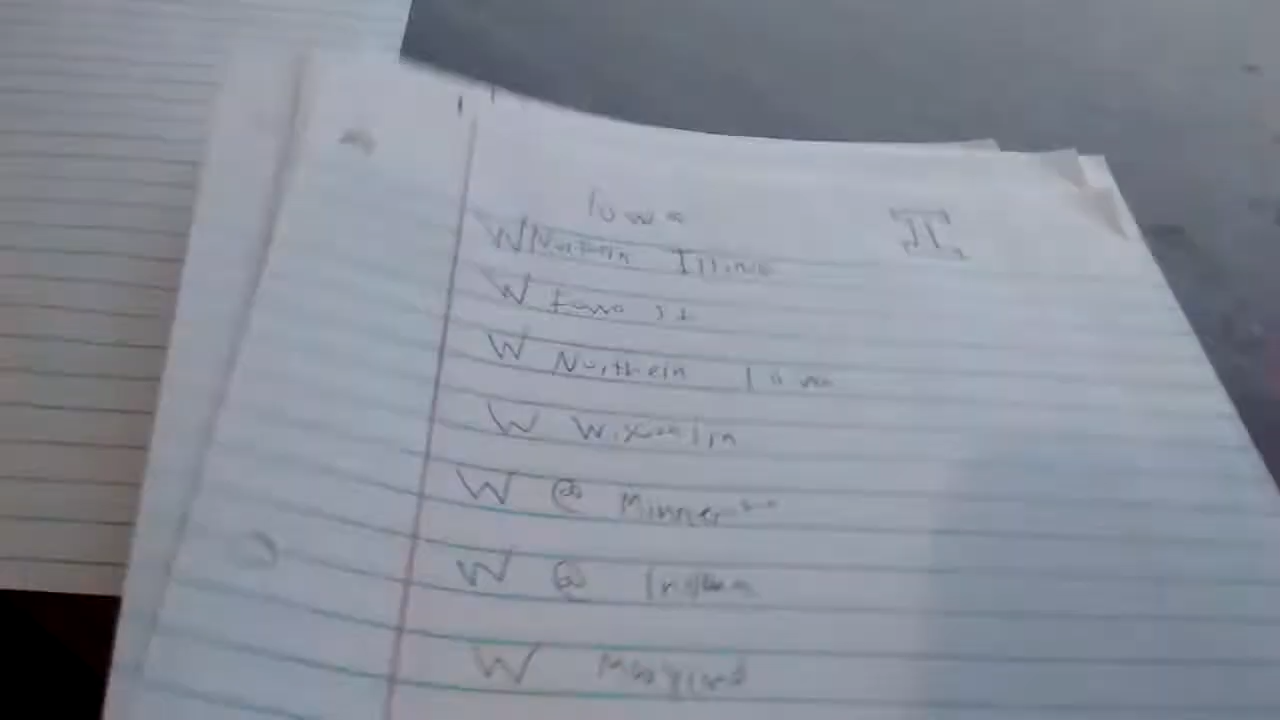 Iowa
W Northern Illinois
W Iowa St
W Northern Iowa
W Wisconsin
W @ Minnesota
W @ Indiana
W Maryland